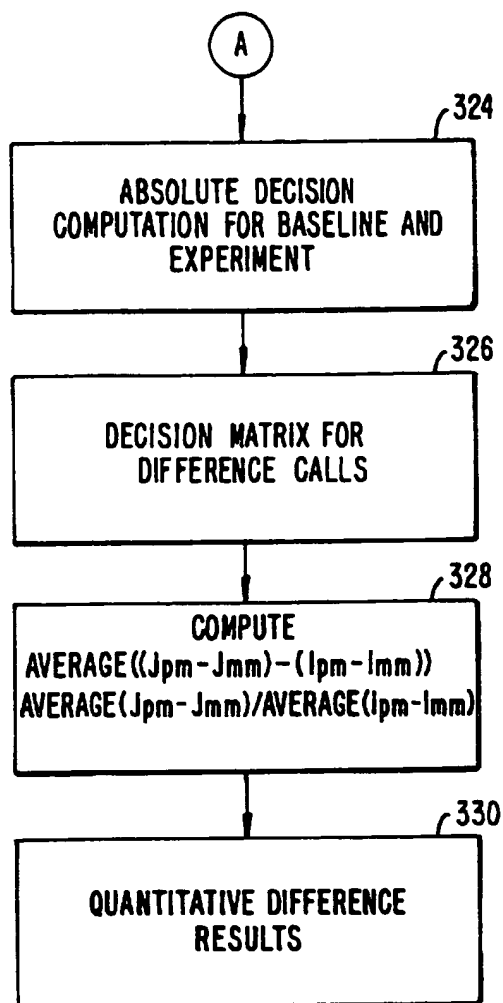 A
324
ABSOLUTE DECISION
COMPUTATION FOR BASELINE AND
EXPERIMENT
326
DECISION MATRIX FOR
DIFFERENCE CALLS
328
COMPUTE
AVERAGE((Jpm-Jmm)-(Ipm-Imm))
AVERAGE(Jpm-Jmm)/AVERAGE(Ipm-Imm)
330
QUANTITATIVE DIFFERENCE
RESULTS